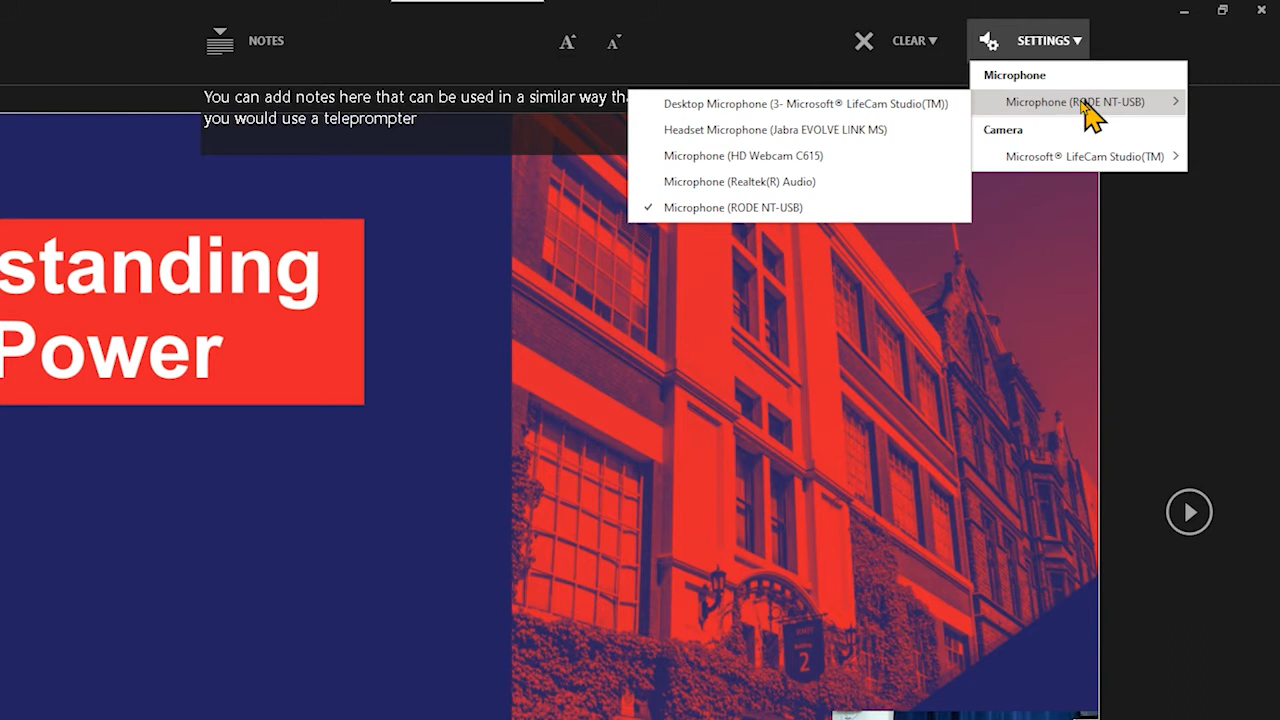 NOTES
A A
CLEAR
SETTINGS
You can add notes here that can be used in a similar way
you would use a teleprompter
Microphone
Microphone (RODE NT-USB)
Camera
Microsoft® LifeCam Studio(TM)
Desktop Microphone (3- Microsoft® LifeCam Studio(TM))
Headset Microphone (Jabra EVOLVE LINK MS)
Microphone (HD Webcam C615)
Microphone (Realtek(R) Audio)
Microphone (RODE NT-USB)
standing
Power
2